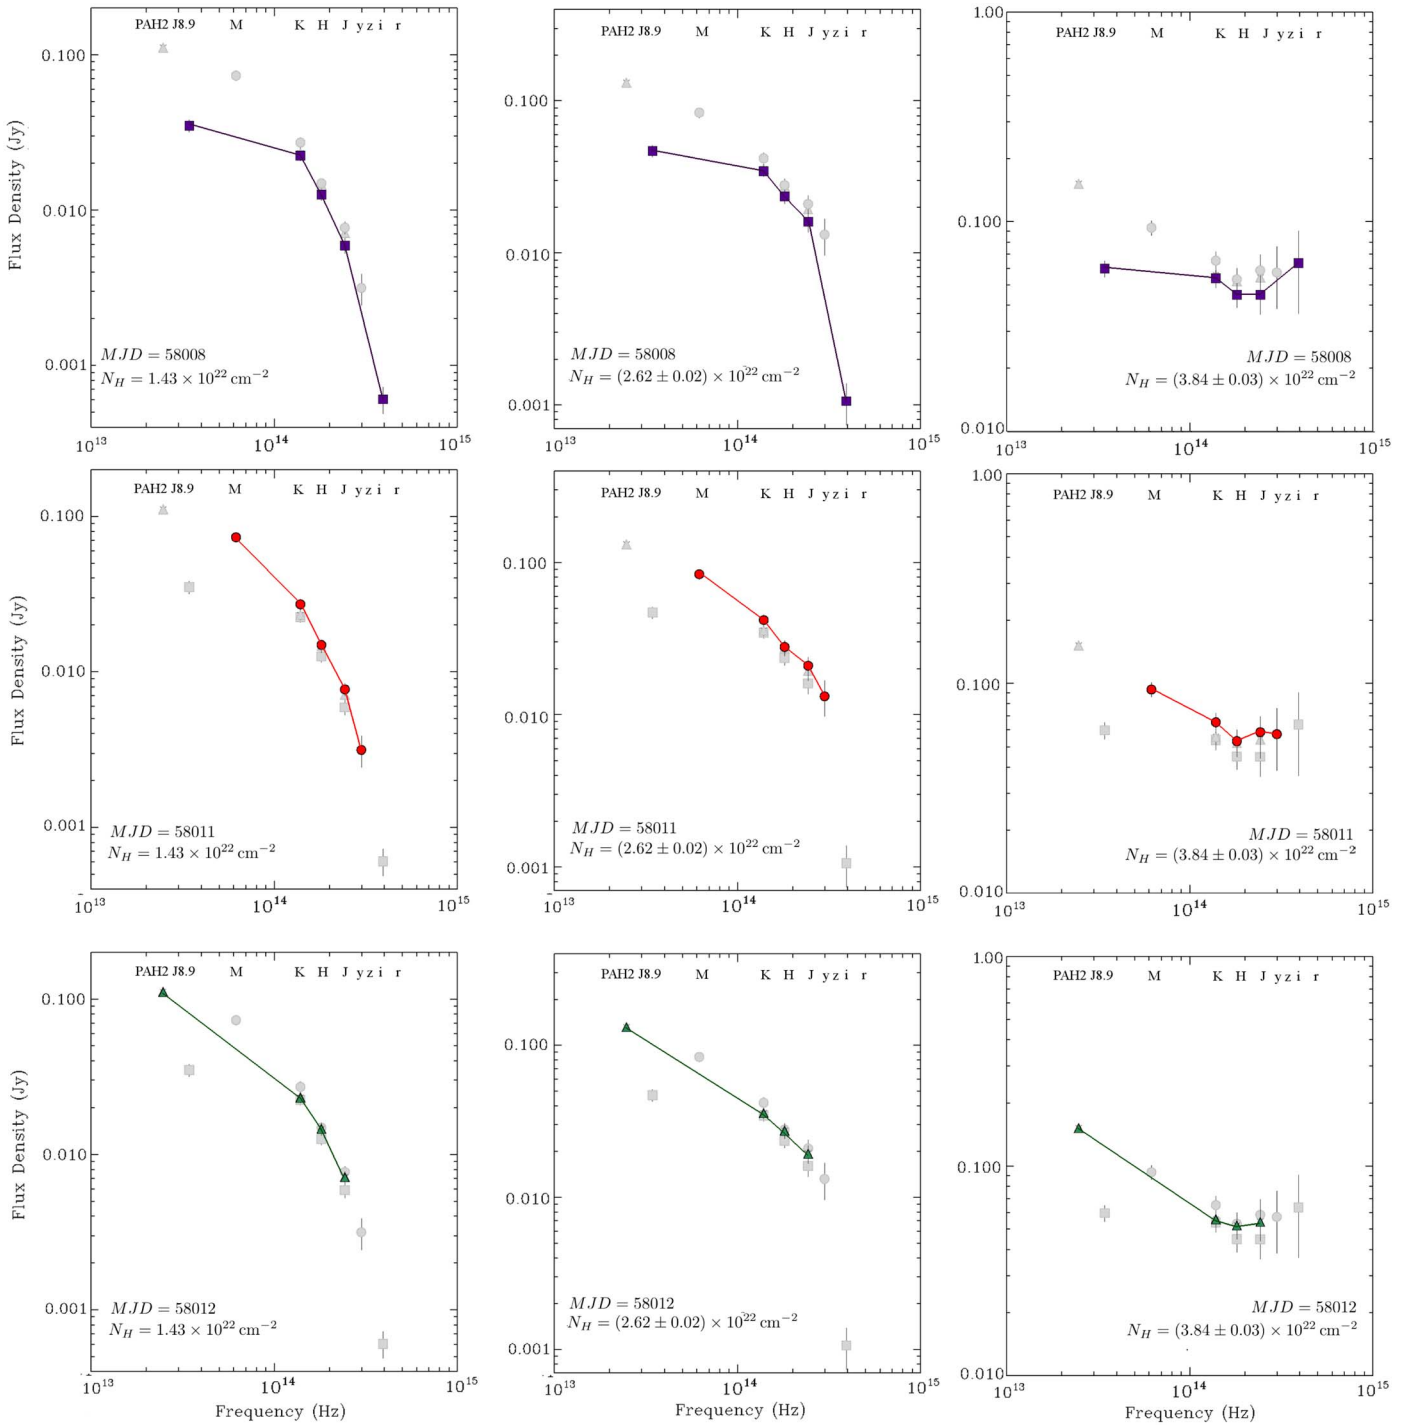 PAH2 J8.9 M K H J y z i r
0.100
0.010
0.001
Flux Density (Jy)
MJD = 58008
N_H = 1.43 × 10^22 cm^−2
10^13 10^14 10^15
PAH2 J8.9 M K H J y z i r
0.100
0.010
0.001
MJD = 58008
N_H = (2.62 ± 0.02) × 10^22 cm^−2
10^13 10^14 10^15
1.00
PAH2 J8.9 M K H J y z i r
0.100
0.010
MJD = 58008
N_H = (3.84 ± 0.03) × 10^22 cm^−2
10^13 10^14 10^15
PAH2 J8.9 M K H J y z i r
0.100
0.010
0.001
Flux Density (Jy)
MJD = 58011
N_H = 1.43 × 10^22 cm^−2
10^13 10^14 10^15
PAH2 J8.9 M K H J y z i r
0.100
0.010
0.001
MJD = 58011
N_H = (2.62 ± 0.02) × 10^22 cm^−2
10^13 10^14 10^15
1.00
PAH2 J8.9 M K H J y z i r
0.100
0.010
MJD = 58011
N_H = (3.84 ± 0.03) × 10^22 cm^−2
10^13 10^14 10^15
PAH2 J8.9 M K H J y z i r
0.100
0.010
0.001
Flux Density (Jy)
MJD = 58012
N_H = 1.43 × 10^22 cm^−2
10^13 10^14 10^15
Frequency (Hz)
PAH2 J8.9 M K H J y z i r
0.100
0.010
0.001
MJD = 58012
N_H = (2.62 ± 0.02) × 10^22 cm^−2
10^13 10^14 10^15
Frequency (Hz)
1.00
PAH2 J8.9 M K H J y z i r
0.100
0.010
MJD = 58012
N_H = (3.84 ± 0.03) × 10^22 cm^−2
10^13 10^14 10^15
Frequency (Hz)